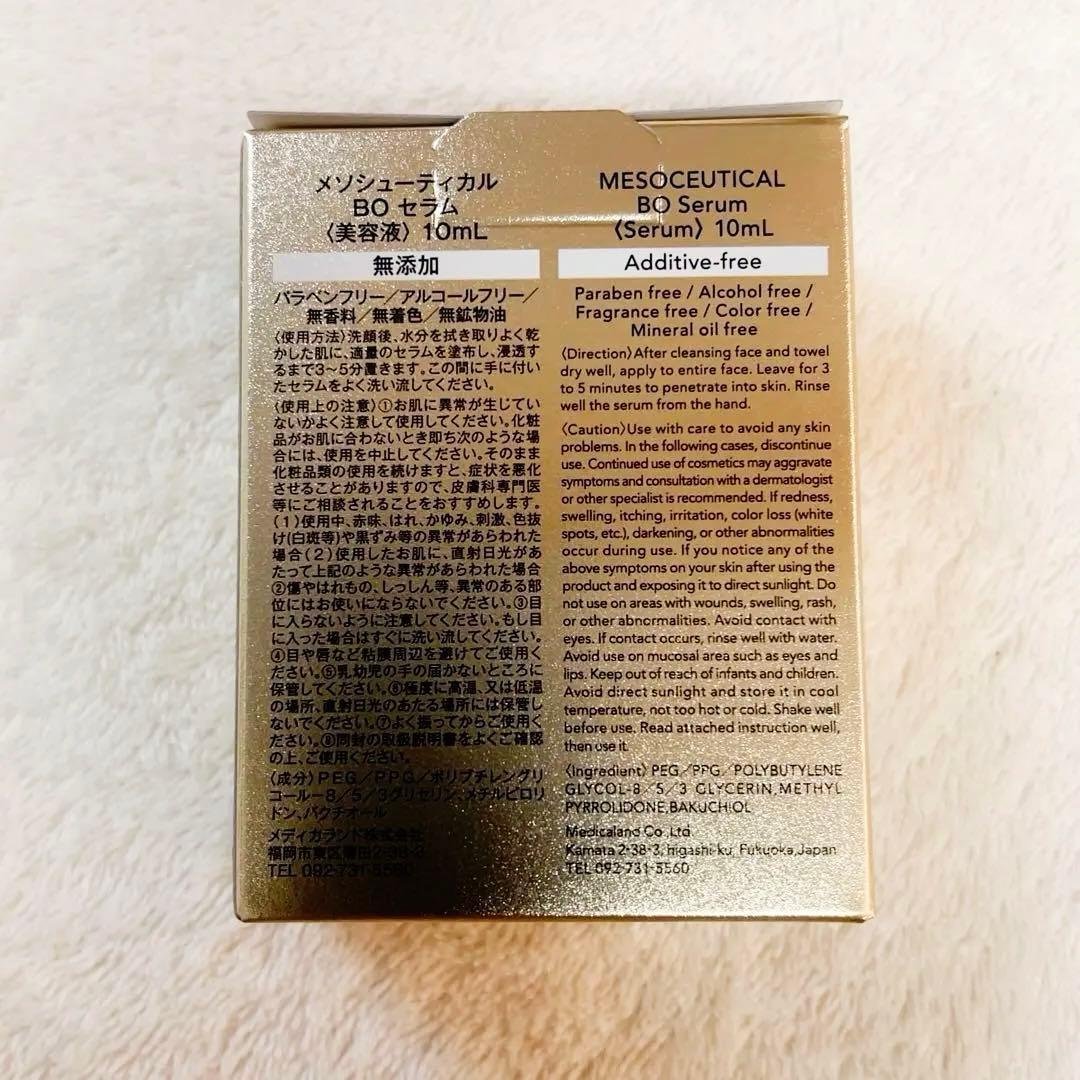 メソシューティカル
BO セラム
〈美容液〉10mL
無添加
パラベンフリー／アルコールフリー／
無香料／無着色／無鉱物油
〈使用方法〉洗顔後、水分を拭き取りよく乾
かした肌に、適量のセラムを塗布し、浸透す
るまで3〜5分置きます。この間に手に付い
たセラムをよく洗い流してください。
〈使用上の注意〉①お肌に異常が生じてい
ないかよく注意して使用してください。化粧
品がお肌に合わないとき即ち次のような場
合には、使用を中止してください。そのまま
化粧品類の使用を続けますと、症状を悪化
させることがありますので、皮膚科専門医
等にご相談されることをおすすめします。
（1）使用中、赤味、はれ、かゆみ、刺激、色抜
け(白斑等)や黒ずみ等の異常があらわれた
場合（2）使用したお肌に、直射日光があ
たって上記のような異常があらわれた場合
②傷やはれもの、しっしん等、異常のある部
位にはお使いにならないでください。③目
に入らないように注意してください。もし目
に入った場合はすぐに洗い流してください。
④目や唇など粘膜周辺を避けてご使用く
ださい。⑤乳幼児の手の届かないところに
保管してください。⑥極度に高温、又は低温
の場所、直射日光のあたる場所には保管し
ないでください。⑦よく振ってからご使用く
ださい。⑧同封の取扱説明書をよくご確認
の上、ご使用ください。
〈成分〉PEG／PPG／ポリブチレングリ
コールー8／5／3グリセリン、メチルピロリ
ドン、バクチオール
メディカランド株式会社
福岡市東区蒲田2-38-3
TEL 092-731-5560
MESOCEUTICAL
BO Serum
〈Serum〉10mL
Additive-free
Paraben free / Alcohol free /
Fragrance free / Color free /
Mineral oil free
〈Direction〉After cleansing face and towel
dry well, apply to entire face. Leave for 3
to 5 minutes to penetrate into skin. Rinse
well the serum from the hand.
〈Caution〉Use with care to avoid any skin
problems. In the following cases, discontinue
use. Continued use of cosmetics may aggravate
symptoms and consultation with a dermatologist
or other specialist is recommended. If redness,
swelling, itching, irritation, color loss (white
spots, etc.), darkening, or other abnormalities
occur during use. If you notice any of the
above symptoms on your skin after using the
product and exposing it to direct sunlight. Do
not use on areas with wounds, swelling, rash,
or other abnormalities. Avoid contact with
eyes. If contact occurs, rinse well with water.
Avoid use on mucosal area such as eyes and
lips. Keep out of reach of infants and children.
Avoid direct sunlight and store it in cool
temperature, not too hot or cold. Shake well
before use. Read attached instruction well,
then use it.
〈Ingredient〉PEG／PPG／POLYBUTYLENE
GLYCOL-8／5／3 GLYCERIN,METHYL
PYRROLIDONE,BAKUCHIOL
Medicaland Co.,Ltd.
Kamata 2-38-3, higashi-ku, Fukuoka,Japan
TEL 092-731-5560